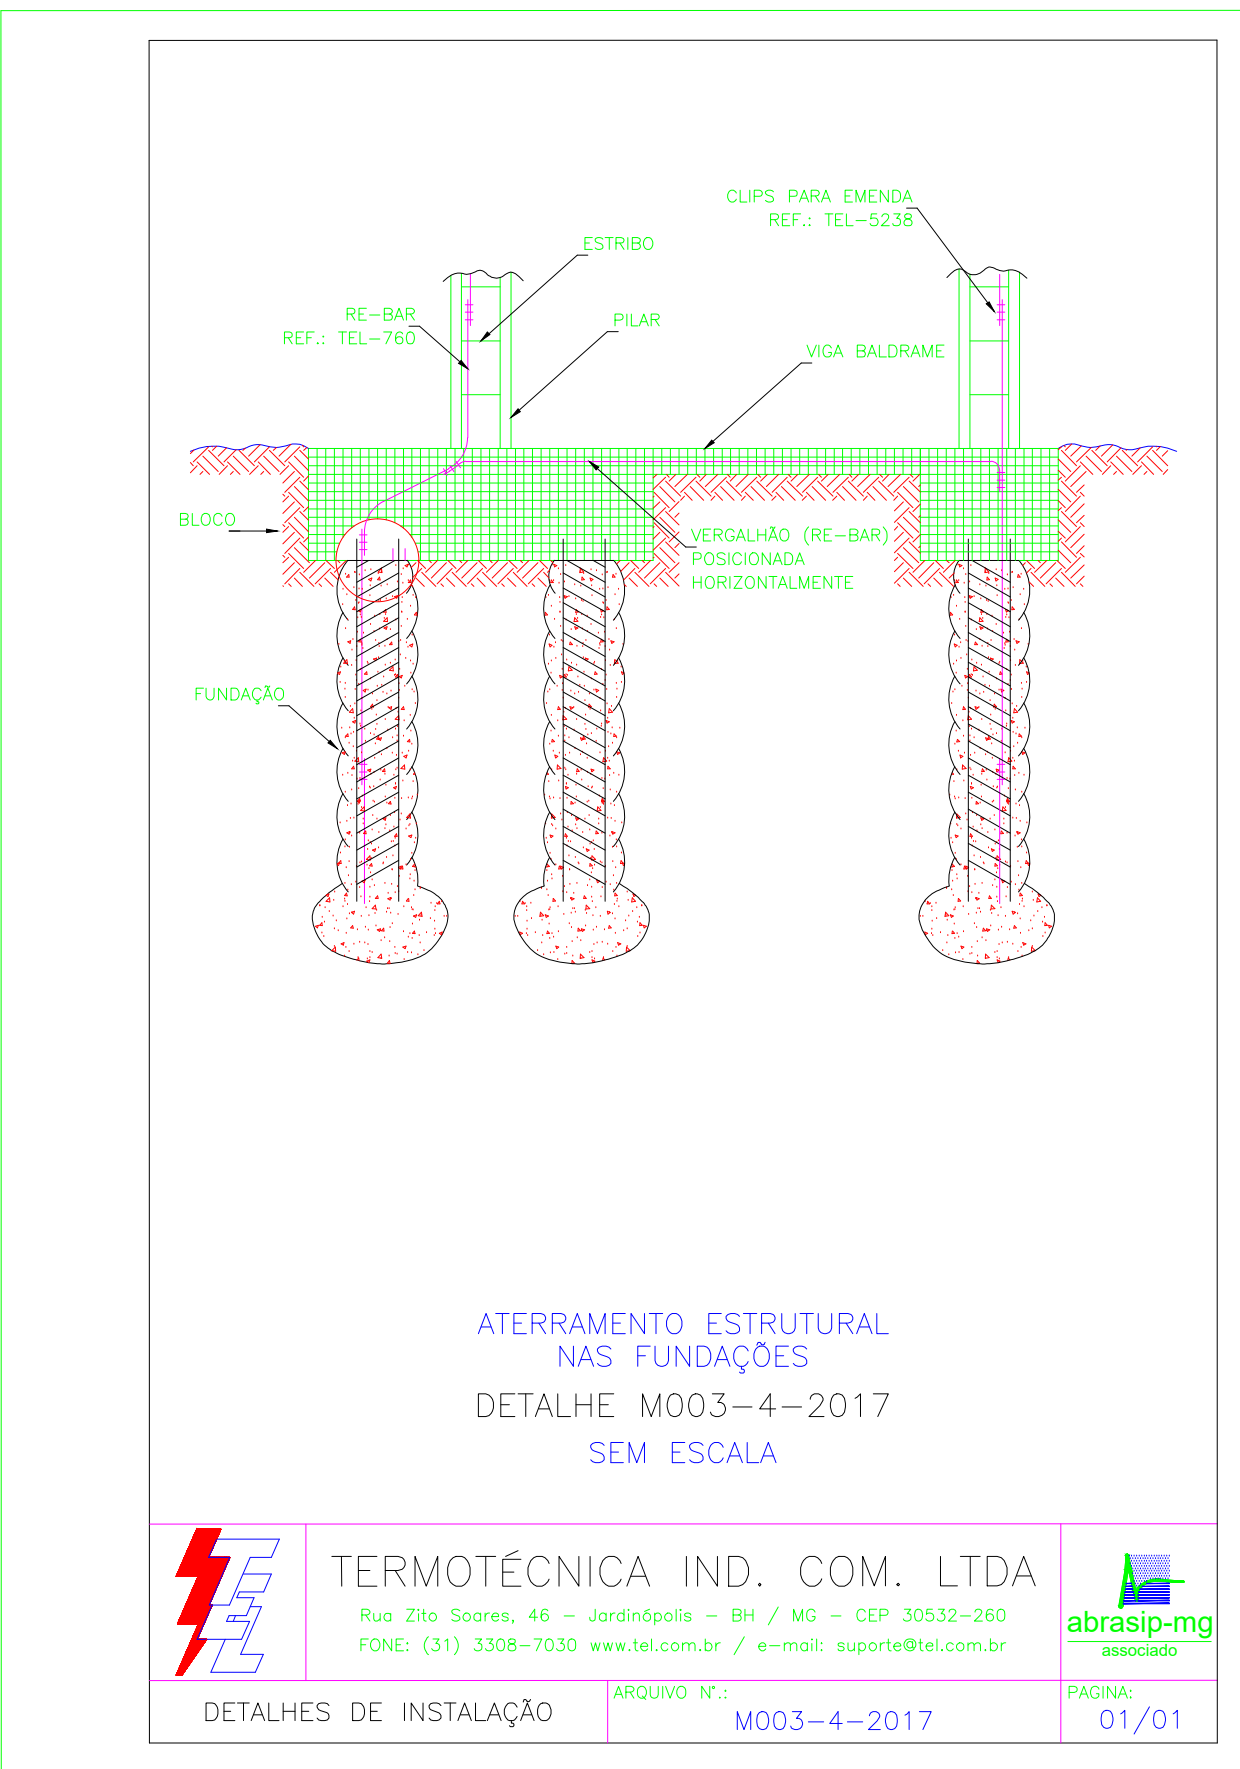 CLIPS PARA EMENDA
REF.: TEL-5238
ESTRIBO
RE-BAR
REF.: TEL-760
PILAR
VIGA BALDRAME
BLOCO
VERGALHÃO (RE-BAR)
POSICIONADA
HORIZONTALMENTE
FUNDAÇÃO
ATERRAMENTO ESTRUTURAL
NAS FUNDAÇÕES
DETALHE M003-4-2017
SEM ESCALA
TEL
TERMOTÉCNICA IND. COM. LTDA
Rua Zito Soares, 46 - Jardinópolis - BH / MG - CEP 30532-260
FONE: (31) 3308-7030 www.tel.com.br / e-mail: suporte@tel.com.br
abrasip-mg
associado
DETALHES DE INSTALAÇÃO
ARQUIVO N°.:
M003-4-2017
PAGINA:
01/01